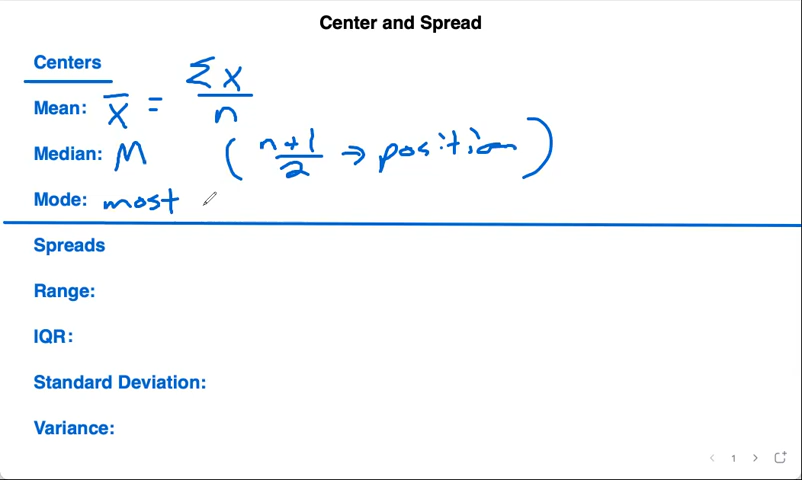 Center and Spread
Centers
Mean: x̄ = Σx/n
Median: M (n+1/2 → position)
Mode: most
Spreads
Range:
IQR:
Standard Deviation:
Variance:
< 1 >